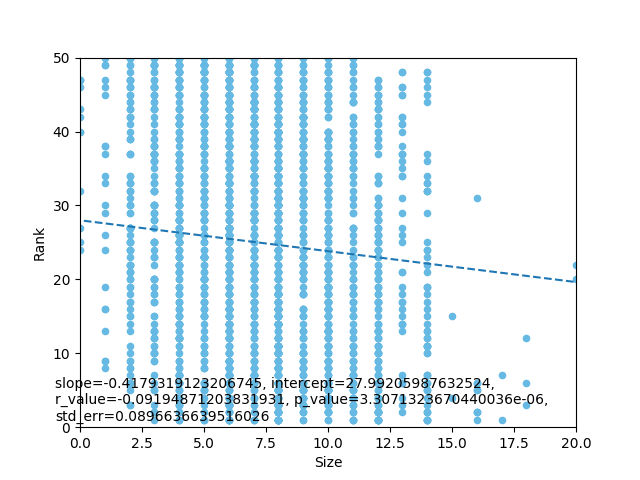 50
40
30
20
10
0
Rank
slope=-0.4179319123206745, intercept=27.99205987632524,
r_value=-0.09194871203831931, p_value=3.3071323670440036e-06,
std_err=0.0896636639516026
0.0 2.5 5.0 7.5 10.0 12.5 15.0 17.5 20.0
Size